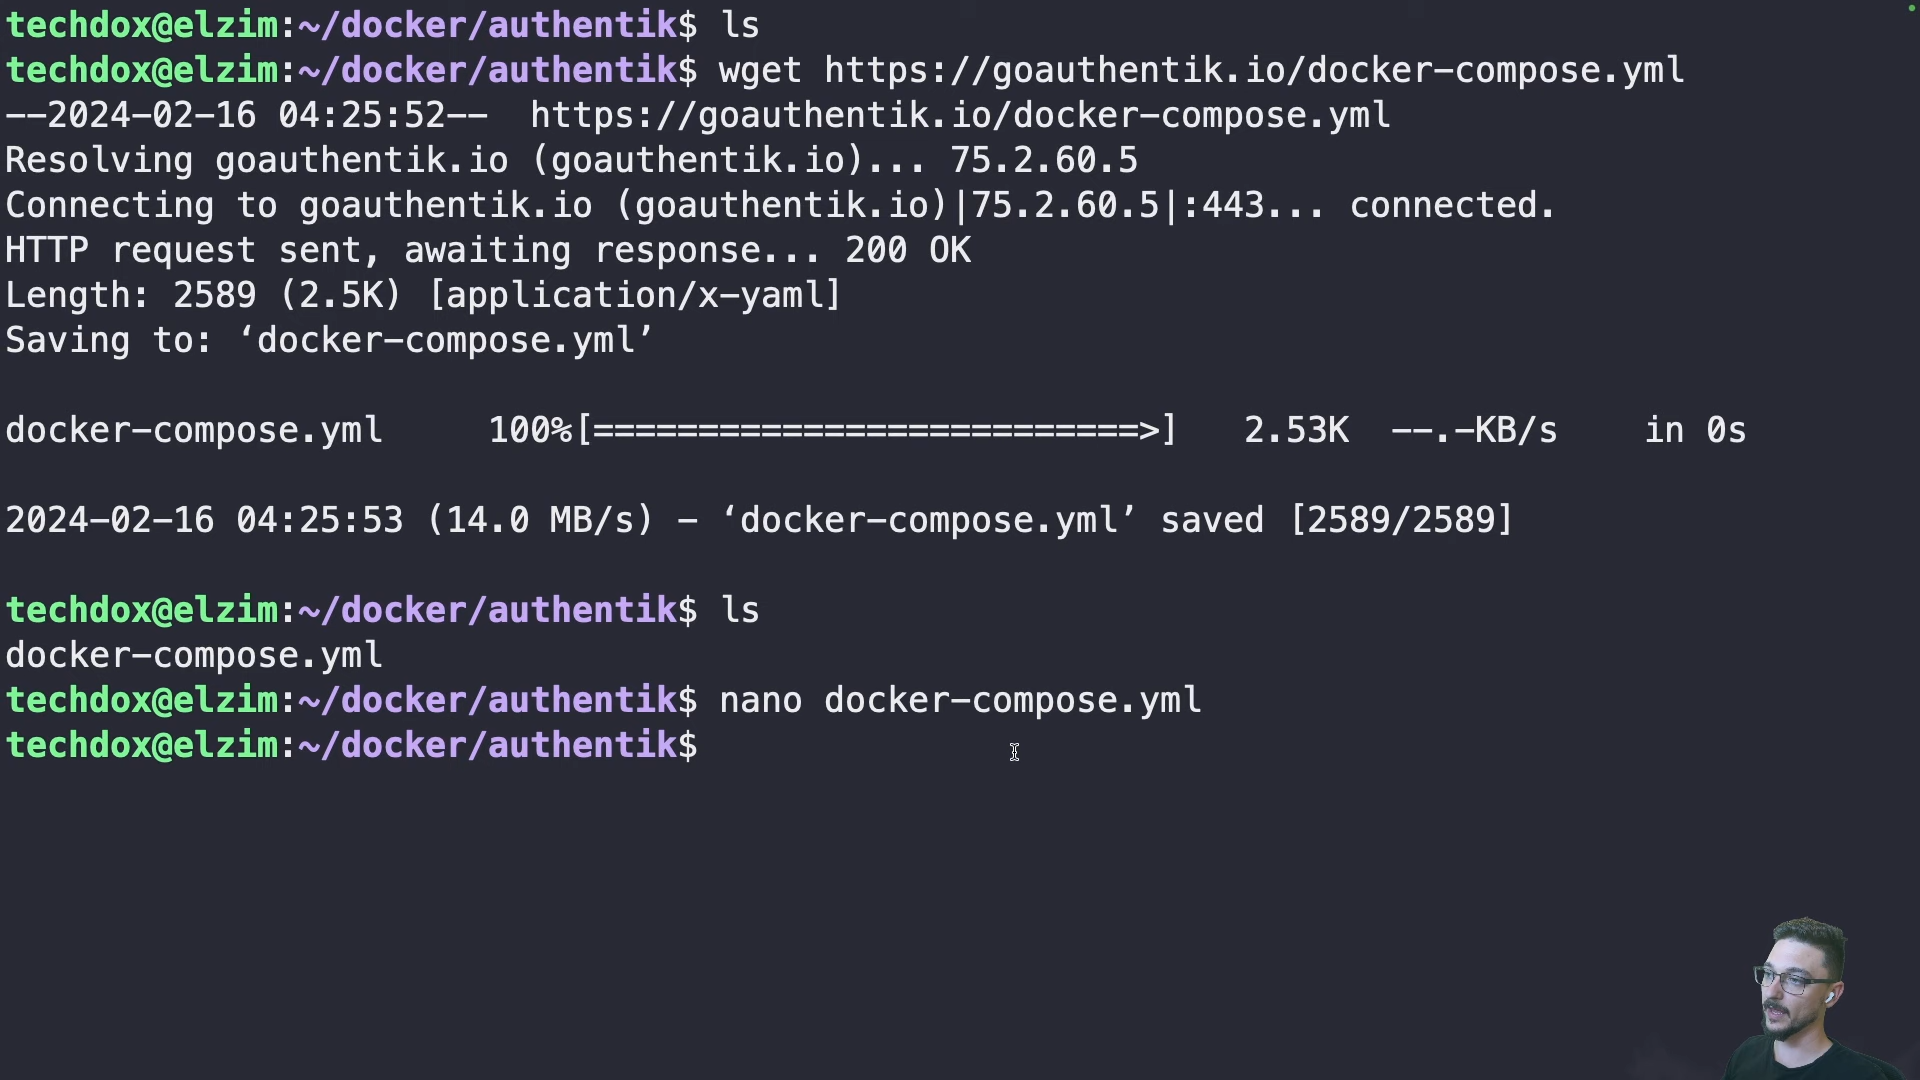 techdox@elzim:~/docker/authentik$ ls
techdox@elzim:~/docker/authentik$ wget https://goauthentik.io/docker-compose.yml
--2024-02-16 04:25:52--  https://goauthentik.io/docker-compose.yml
Resolving goauthentik.io (goauthentik.io)... 75.2.60.5
Connecting to goauthentik.io (goauthentik.io)|75.2.60.5|:443... connected.
HTTP request sent, awaiting response... 200 OK
Length: 2589 (2.5K) [application/x-yaml]
Saving to: ‘docker-compose.yml’
docker-compose.yml     100%[==========================>]   2.53K  --.-KB/s    in 0s
2024-02-16 04:25:53 (14.0 MB/s) - ‘docker-compose.yml’ saved [2589/2589]
techdox@elzim:~/docker/authentik$ ls
docker-compose.yml
techdox@elzim:~/docker/authentik$ nano docker-compose.yml
techdox@elzim:~/docker/authentik$